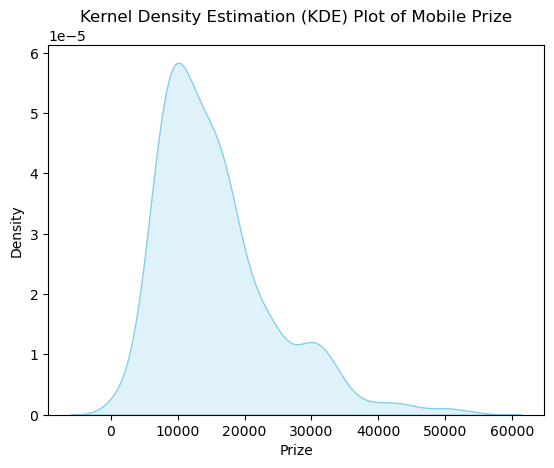 Kernel Density Estimation (KDE) Plot of Mobile Prize
1e−5
6
5
4
3
2
1
0
Density
0 10000 20000 30000 40000 50000 60000
Prize